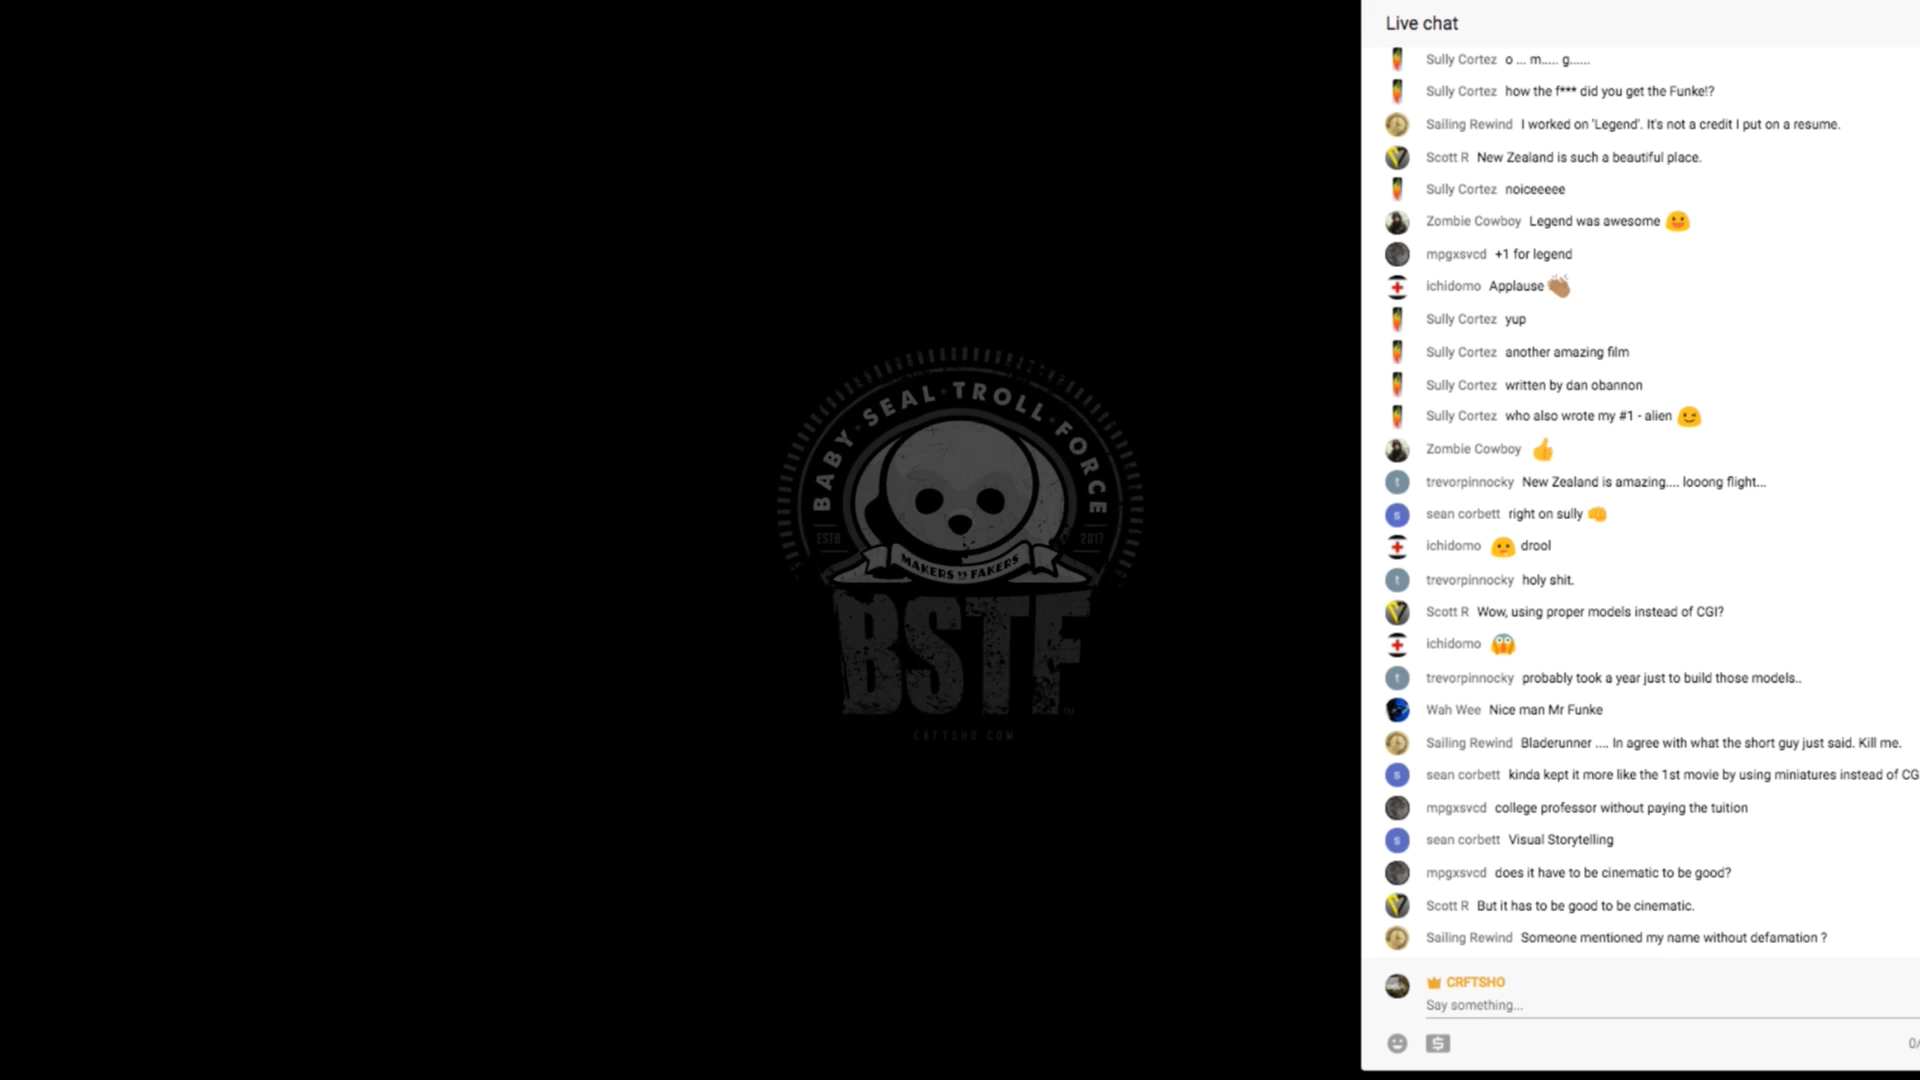 BABY · SEAL · TROLL · FORCE
ESTB
2017
MAKERS VS FAKERS
BSTF
CRFTSHO.COM
Live chat
Sully Cortez o ... m..... g......
Sully Cortez how the f*** did you get the Funke!?
Sailing Rewind I worked on 'Legend'. It's not a credit I put on a resume.
Scott R New Zealand is such a beautiful place.
Sully Cortez noiceeeee
Zombie Cowboy Legend was awesome 😀
mpgxsvcd +1 for legend
ichidomo Applause 👏🏽
Sully Cortez yup
Sully Cortez another amazing film
Sully Cortez written by dan obannon
Sully Cortez who also wrote my #1 - alien 😉
Zombie Cowboy 👍
trevorpinnocky New Zealand is amazing.... looong flight...
sean corbett right on sully 👊
ichidomo 😛 drool
trevorpinnocky holy shit.
Scott R Wow, using proper models instead of CGI?
ichidomo 😱
trevorpinnocky probably took a year just to build those models..
Wah Wee Nice man Mr Funke
Sailing Rewind Bladerunner .... In agree with what the short guy just said. Kill me.
sean corbett kinda kept it more like the 1st movie by using miniatures instead of CG
mpgxsvcd college professor without paying the tuition
sean corbett Visual Storytelling
mpgxsvcd does it have to be cinematic to be good?
Scott R But it has to be good to be cinematic.
Sailing Rewind Someone mentioned my name without defamation ?
CRFTSHO
Say something...
0/